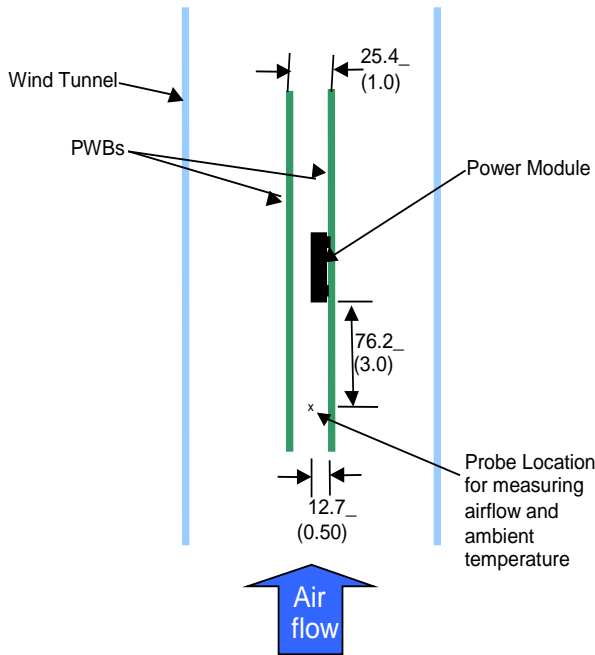 25.4_
(1.0)
Wind Tunnel
PWBs
Power Module
76.2_
(3.0)
x
Probe Location
for measuring
airflow and
ambient
temperature
12.7_
(0.50)
Air
flow